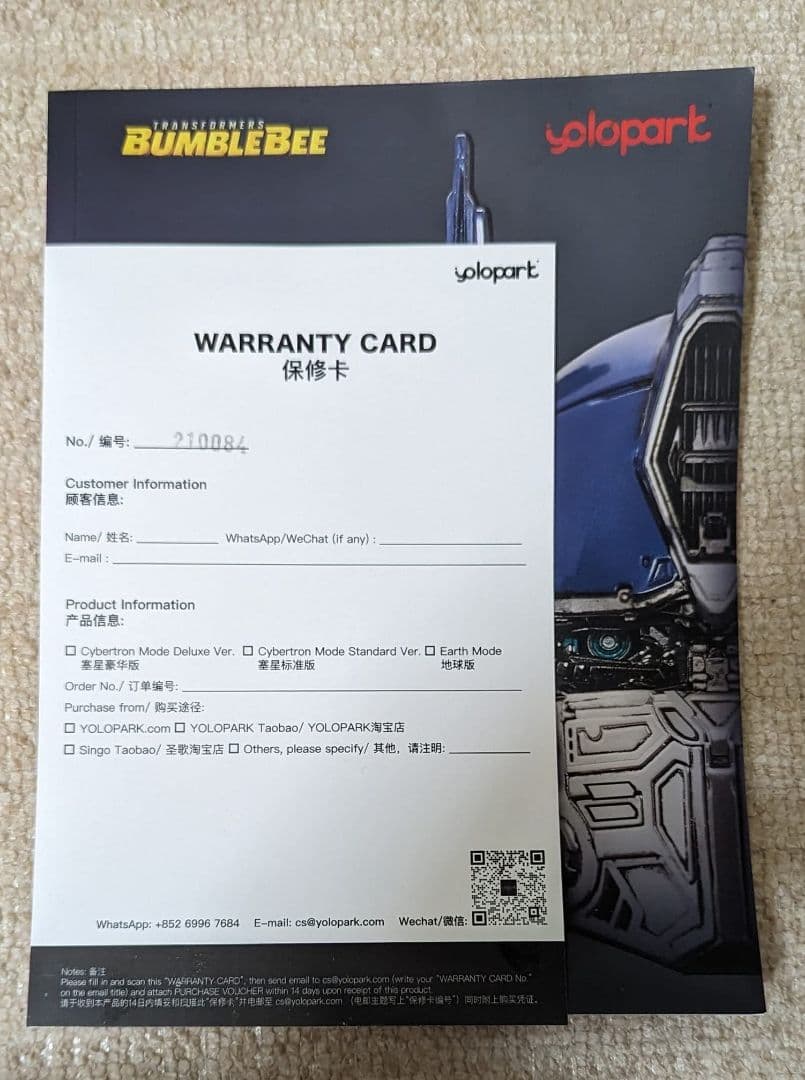 TRANSFORMERS
BUMBLEBEE
yolopart
yolopart
WARRANTY CARD
保修卡
No./ 编号: 210084
Customer Information
顾客信息:
Name/ 姓名: WhatsApp/WeChat (if any) :
E-mail :
Product Information
产品信息:
Cybertron Mode Deluxe Ver. Cybertron Mode Standard Ver. Earth Mode
塞星豪华版 塞星标准版 地球版
Order No./ 订单编号:
Purchase from/ 购买途径:
YOLOPARK.com YOLOPARK Taobao/ YOLOPARK淘宝店
Singo Taobao/ 圣歌淘宝店 Others, please specify/ 其他，请注明:
WhatsApp: +852 6996 7684 E-mail: cs@yolopark.com Wechat/微信:
Notes: 备注
Please fill in and scan this "WARRANTY CARD", then send email to cs@yolopark.com (write your "WARRANTY CARD No."
on the email title) and attach PURCHASE VOUCHER within 14 days upon receipt of this product.
请于收到本产品的14日内填妥和扫描此"保修卡"并电邮至 cs@yolopark.com （电邮主题写上"保修卡编号"）同时附上购买凭证。